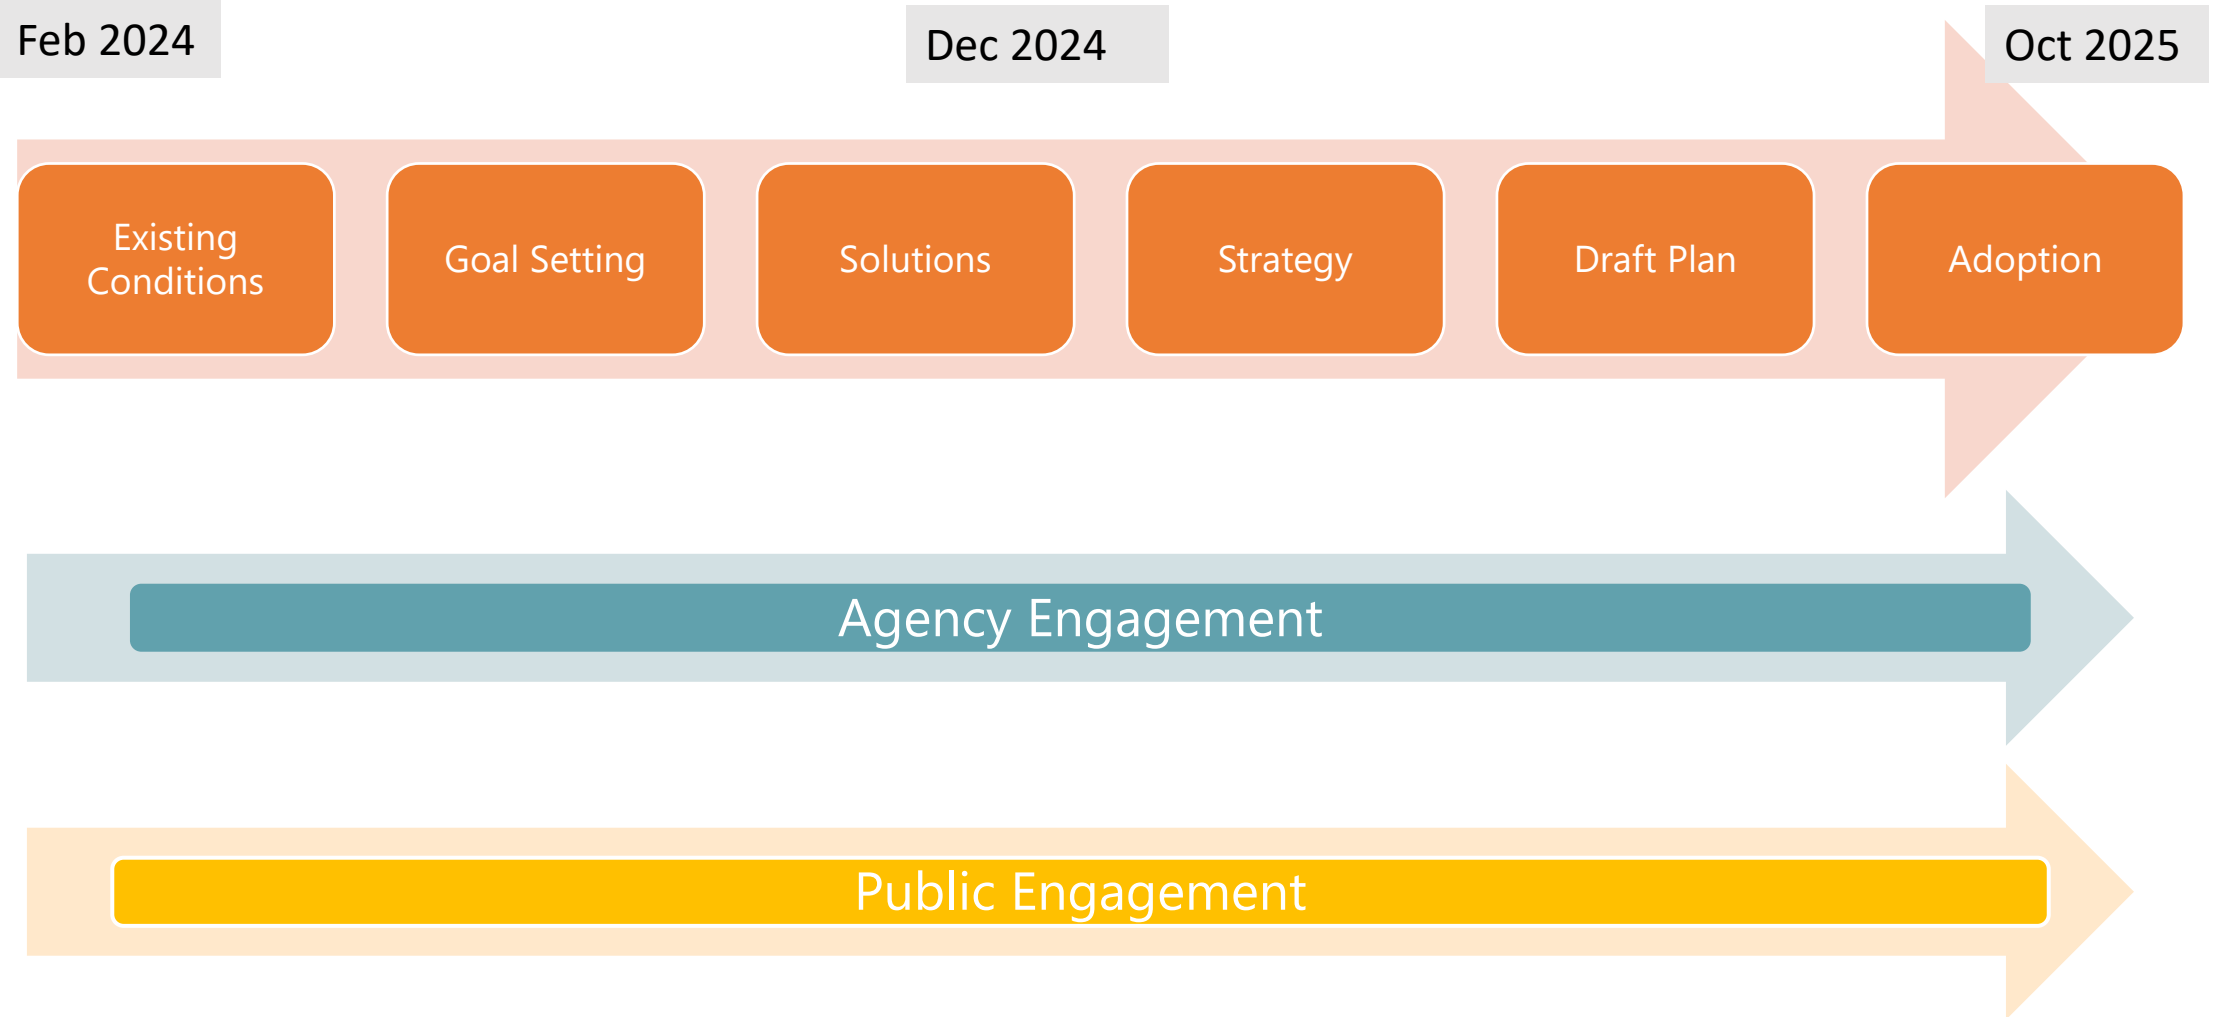 Feb 2024
Dec 2024
Oct 2025
Existing
Conditions
Goal Setting
Solutions
Strategy
Draft Plan
Adoption
Agency Engagement
Public Engagement